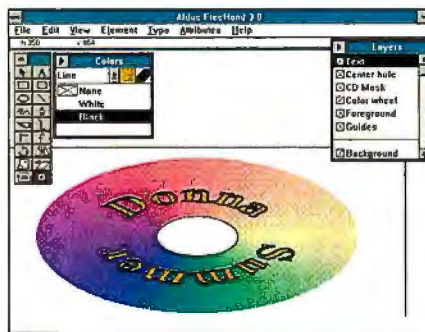 Aldus FreeHand 3.0
File Edit View Element Type Attributes Help
Colors
Line
None
White
Black
Layers
Text
Center hole
CD Mask
Color wheel
Foreground
Guides
Background
Donna
Summer